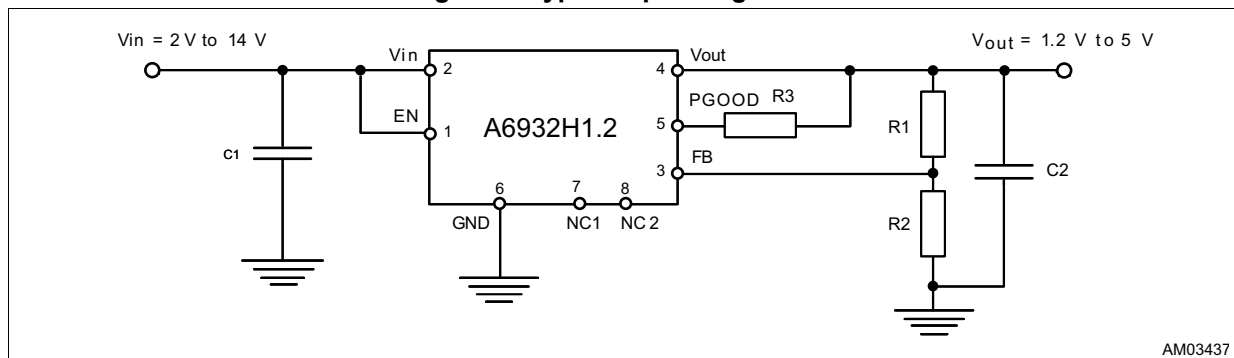 Vin = 2 V to 14 V
Vout = 1.2 V to 5 V
Vin
2
4
Vout
PGOOD
R3
EN
1
A6932H1.2
5
R1
C1
3
FB
C2
6
7
8
R2
GND
NC1
NC 2
AM03437